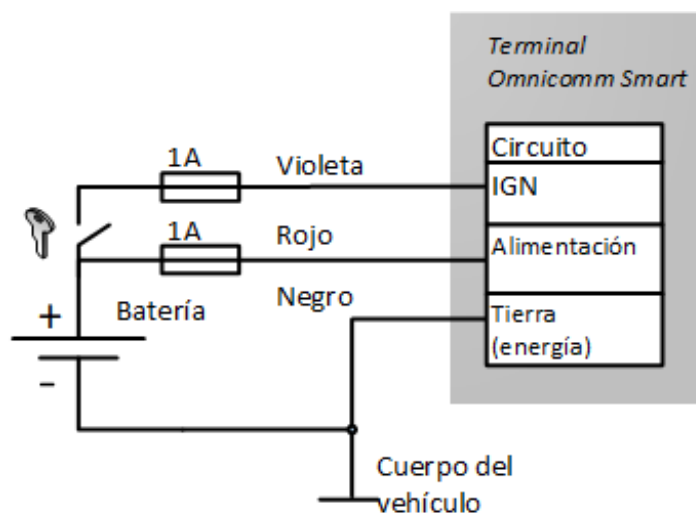 Terminal
Omnicomm Smart
Circuito
1A
Violeta
IGN
1A
Rojo
Alimentación
Negro
+
Batería
Tierra
(energía)
-
Cuerpo del
vehículo